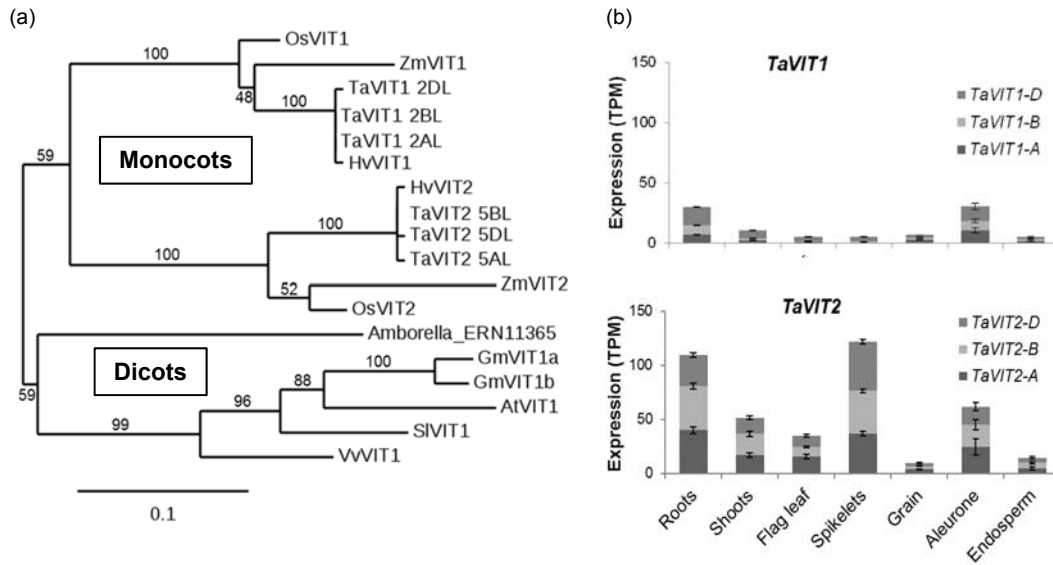 (a)
100
OsVIT1
ZmVIT1
48
100
TaVIT1 2DL
TaVIT1 2BL
TaVIT1 2AL
HvVIT1
59
Monocots
HvVIT2
TaVIT2 5BL
100
TaVIT2 5DL
TaVIT2 5AL
100
ZmVIT2
52
OsVIT2
Amborella_ERN11365
Dicots
GmVIT1a
100
GmVIT1b
88
AtVIT1
59
96
SlVIT1
99
VvVIT1
0.1
(b)
TaVIT1
Expression (TPM)
150
100
50
0
TaVIT1-D
TaVIT1-B
TaVIT1-A
TaVIT2
Expression (TPM)
150
100
50
0
TaVIT2-D
TaVIT2-B
TaVIT2-A
Roots
Shoots
Flag leaf
Spikelets
Grain
Aleurone
Endosperm